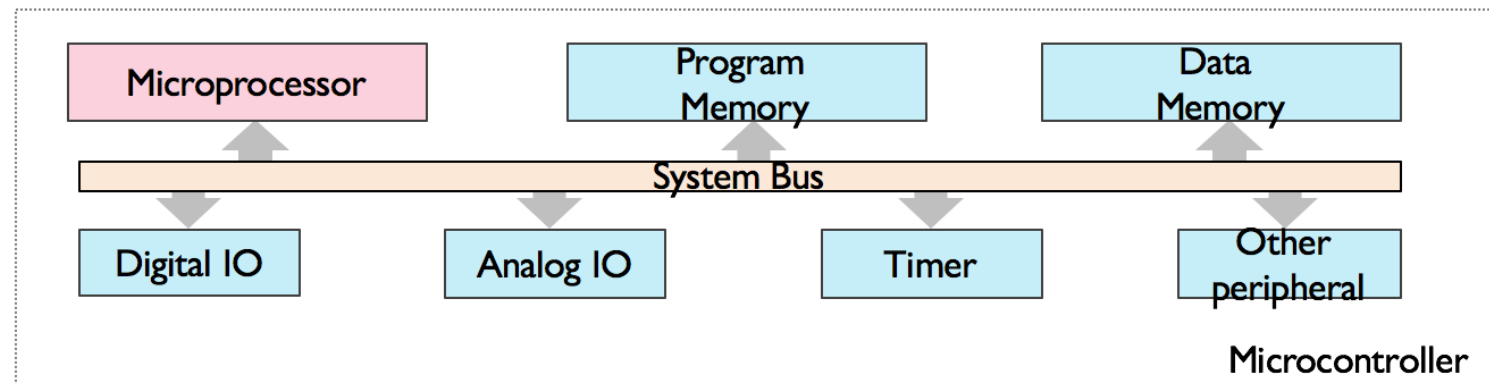 Microprocessor
Program
Memory
Data
Memory
System Bus
Digital IO
Analog IO
Timer
Other
peripheral
Microcontroller